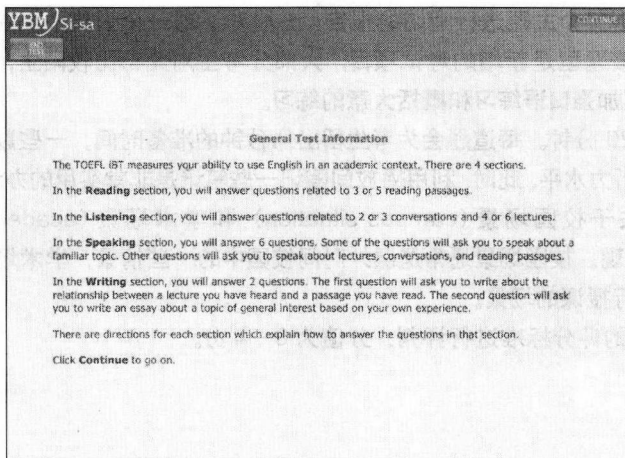 YBM Si-sa
CONTINUE
END
TEST
General Test Information
The TOEFL iBT measures your ability to use English in an academic context. There are 4 sections.
In the Reading section, you will answer questions related to 3 or 5 reading passages.
In the Listening section, you will answer questions related to 2 or 3 conversations and 4 or 6 lectures.
In the Speaking section, you will answer 6 questions. Some of the questions will ask you to speak about a
familiar topic. Other questions will ask you to speak about lectures, conversations, and reading passages.
In the Writing section, you will answer 2 questions. The first question will ask you to write about the
relationship between a lecture you have heard and a passage you have read. The second question will ask
you to write an essay about a topic of general interest based on your own experience.
There are directions for each section which explain how to answer the questions in that section.
Click Continue to go on.